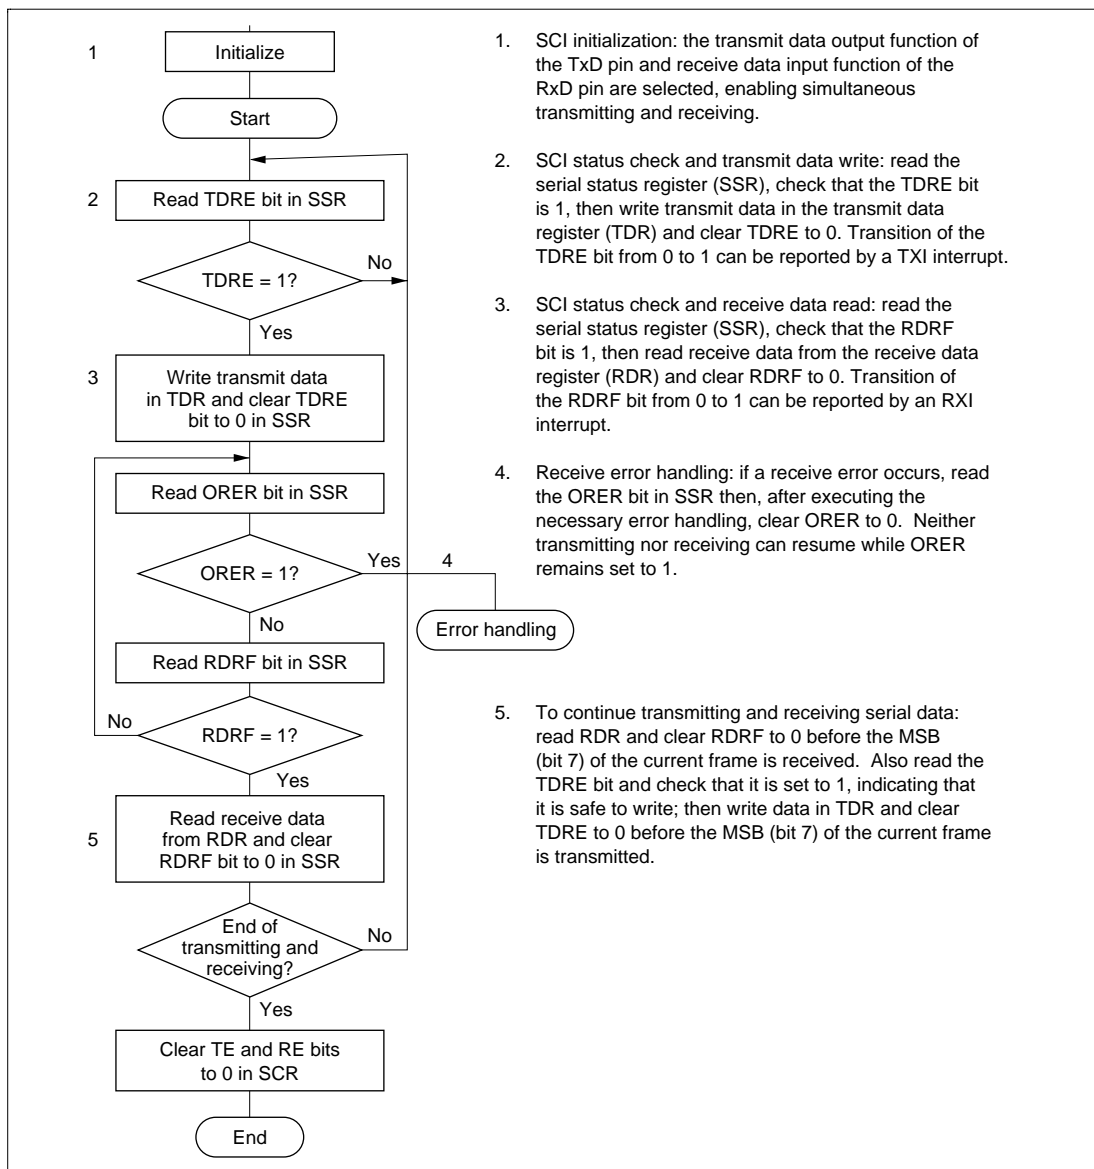 1
Initialize
Start
2
Read TDRE bit in SSR
TDRE = 1?
No
Yes
3
Write transmit data
in TDR and clear TDRE
bit to 0 in SSR
Read ORER bit in SSR
ORER = 1?
Yes
4
Error handling
No
Read RDRF bit in SSR
No
RDRF = 1?
Yes
5
Read receive data
from RDR and clear
RDRF bit to 0 in SSR
End of
transmitting and
receiving?
No
Yes
Clear TE and RE bits
to 0 in SCR
End
1. SCI initialization: the transmit data output function of
the TxD pin and receive data input function of the
RxD pin are selected, enabling simultaneous
transmitting and receiving.
2. SCI status check and transmit data write: read the
serial status register (SSR), check that the TDRE bit
is 1, then write transmit data in the transmit data
register (TDR) and clear TDRE to 0. Transition of the
TDRE bit from 0 to 1 can be reported by a TXI interrupt.
3. SCI status check and receive data read: read the
serial status register (SSR), check that the RDRF
bit is 1, then read receive data from the receive data
register (RDR) and clear RDRF to 0. Transition of
the RDRF bit from 0 to 1 can be reported by an RXI
interrupt.
4. Receive error handling: if a receive error occurs, read
the ORER bit in SSR then, after executing the
necessary error handling, clear ORER to 0. Neither
transmitting nor receiving can resume while ORER
remains set to 1.
5. To continue transmitting and receiving serial data:
read RDR and clear RDRF to 0 before the MSB
(bit 7) of the current frame is received. Also read the
TDRE bit and check that it is set to 1, indicating that
it is safe to write; then write data in TDR and clear
TDRE to 0 before the MSB (bit 7) of the current frame
is transmitted.